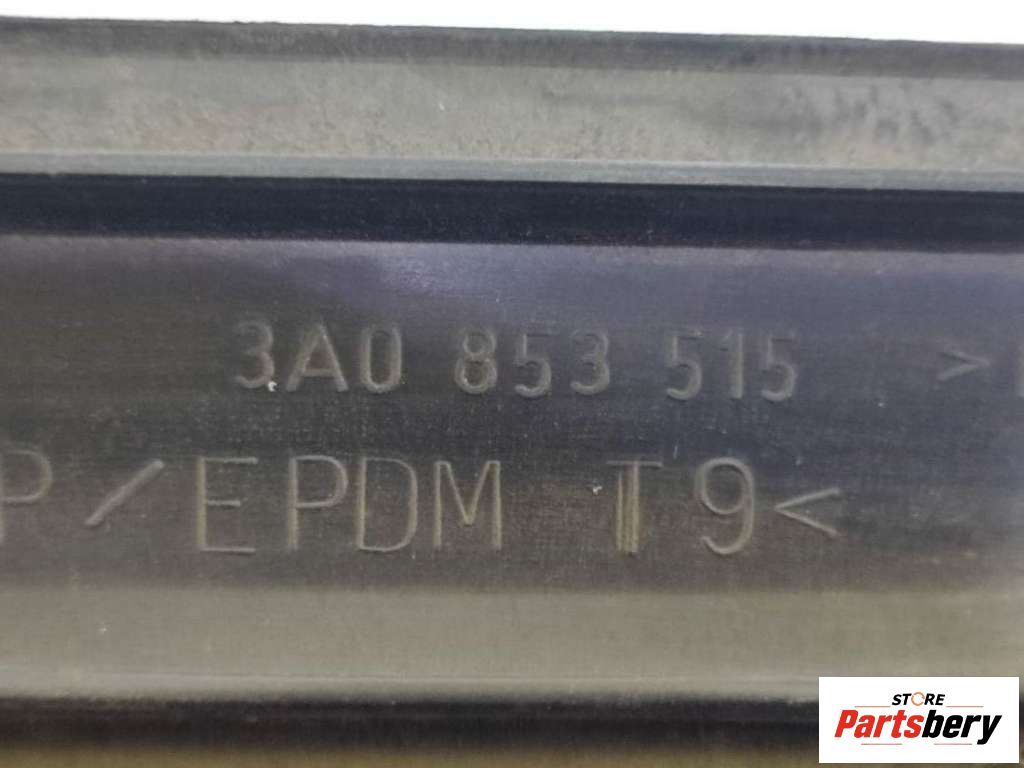 3A0 853 515 >
P/EPDM T9<
STORE
Partsbery